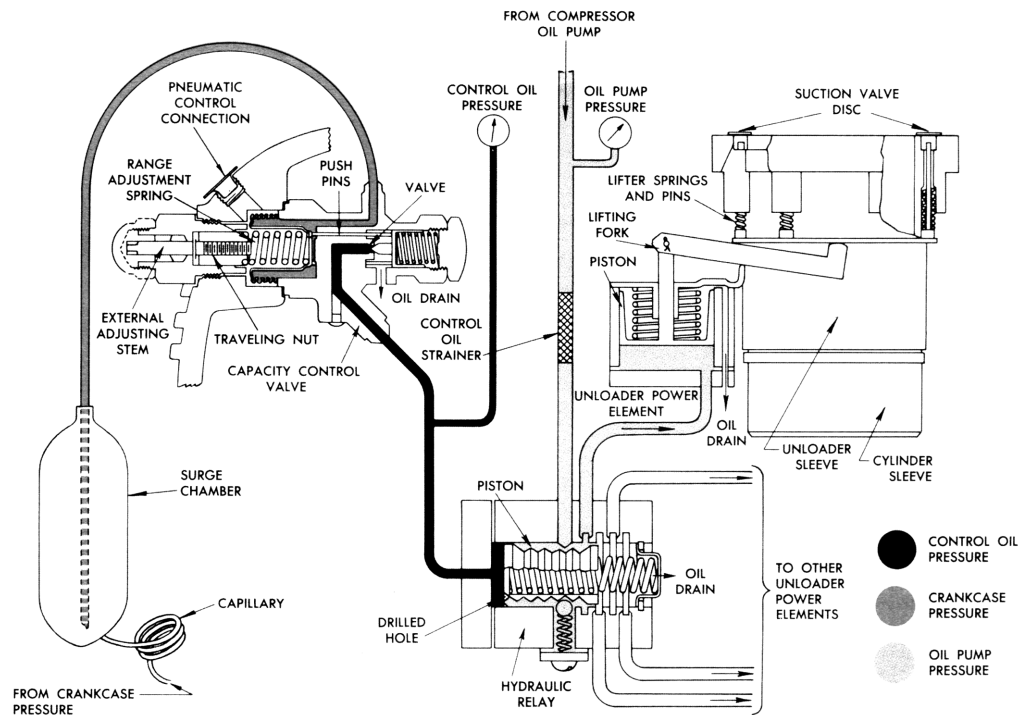 FROM COMPRESSOR
OIL PUMP
PNEUMATIC
CONTROL
CONNECTION
CONTROL OIL
PRESSURE
OIL PUMP
PRESSURE
SUCTION VALVE
DISC
RANGE
ADJUSTMENT
SPRING
PUSH
PINS
VALVE
LIFTER SPRINGS
AND PINS
LIFTING
FORK
PISTON
EXTERNAL
ADJUSTING
STEM
TRAVELING NUT
OIL DRAIN
CAPACITY CONTROL
VALVE
CONTROL
OIL
STRAINER
UNLOADER POWER
ELEMENT
OIL
DRAIN
UNLOADER
SLEEVE
CYLINDER
SLEEVE
SURGE
CHAMBER
PISTON
OIL
DRAIN
TO OTHER
UNLOADER
POWER
ELEMENTS
CONTROL OIL
PRESSURE
CRANKCASE
PRESSURE
OIL PUMP
PRESSURE
CAPILLARY
DRILLED
HOLE
HYDRAULIC
RELAY
FROM CRANKCASE
PRESSURE